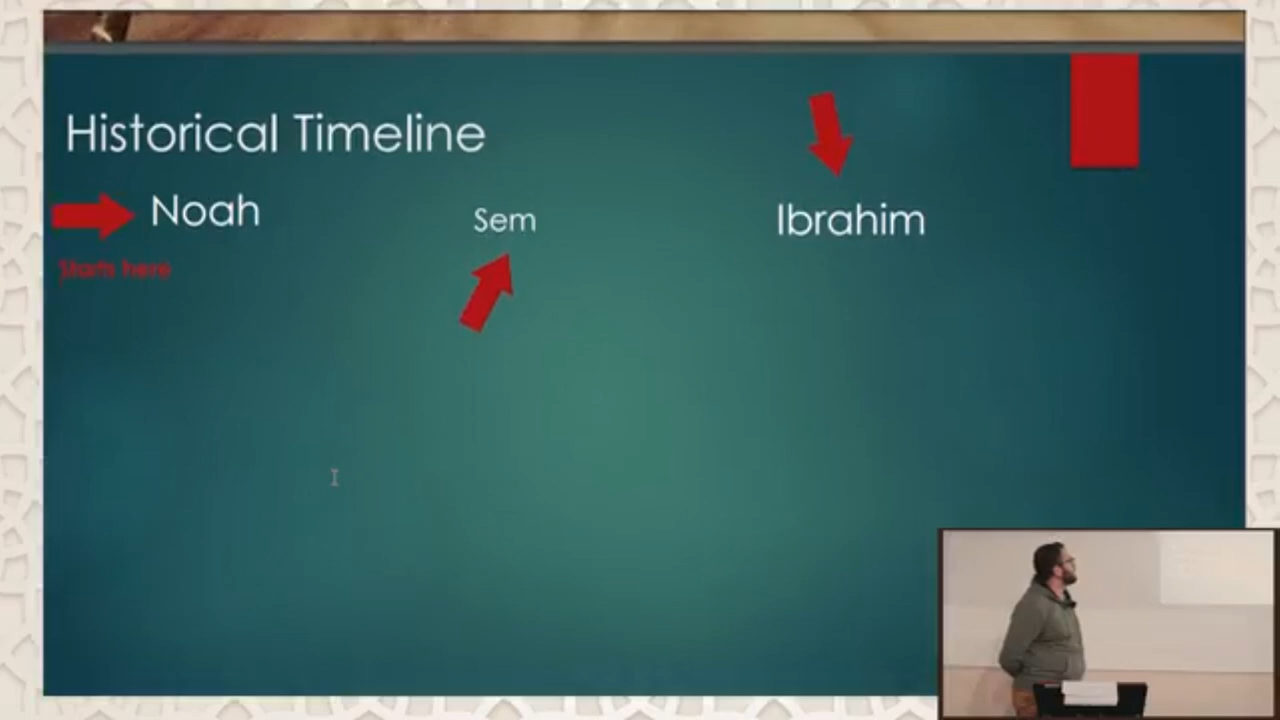 Historical Timeline
Noah
Sem
Ibrahim
Starts here